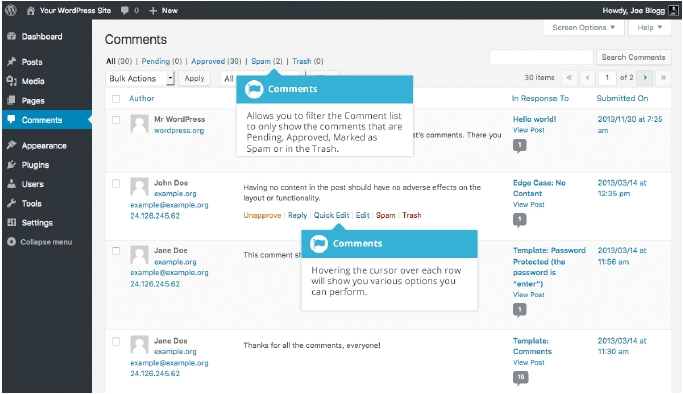 Your WordPress Site 0 + New Howdy, Joe Blogg
Screen Options Help
Dashboard
Posts
Media
Pages
Comments
Appearance
Plugins
Users
Tools
Settings
Collapse menu
Comments
All (30) | Pending (0) | Approved (30) | Spam (2) | Trash (0)
Search Comments
Bulk Actions Apply All
30 items « ‹ 1 of 2 › »
Author In Response To Submitted On
Comments
Allows you to filter the Comment list
to only show the comments that are
Pending, Approved, Marked as
Spam or in the Trash.
Mr WordPress
wordpress.org
's comments. There you
Hello world!
View Post
1
2013/11/30 at 7:25
am
John Doe
example.org
example@example.org
24.126.245.62
Having no content in the post should have no adverse effects on the
layout or functionality.
Unapprove | Reply | Quick Edit | Edit | Spam | Trash
Edge Case: No
Content
View Post
1
2013/03/14 at
12:35 pm
Comments
Hovering the cursor over each row
will show you various options you
can perform.
Jane Doe
example.org
example@example.org
24.126.245.62
This comment sh
Template: Password
Protected (the
password is
"enter")
View Post
1
2013/03/14 at
11:56 am
Jane Doe
example.org
example@example.org
24.126.245.62
Thanks for all the comments, everyone!
Template:
Comments
View Post
19
2013/03/14 at
11:30 am